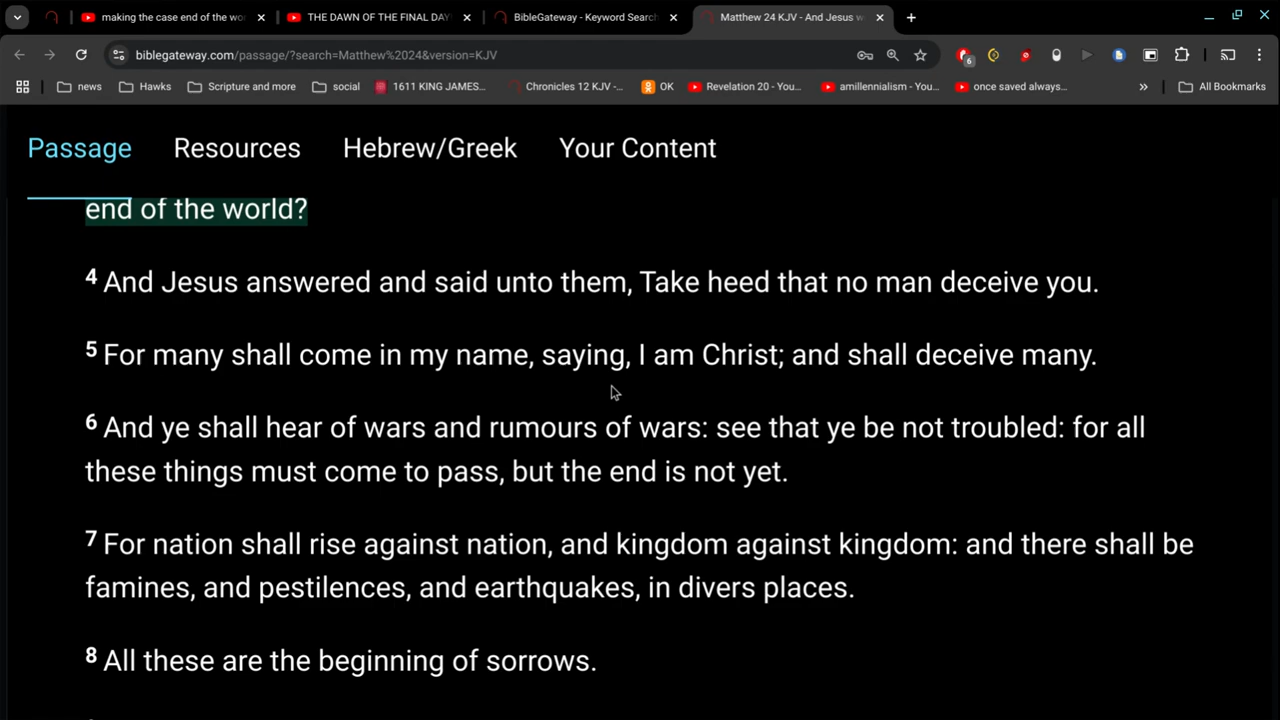 making the case end of the wo
THE DAWN OF THE FINAL DAY
BibleGateway - Keyword Searc
Matthew 24 KJV - And Jesus w
biblegateway.com/passage/?search=Matthew%2024&version=KJV
6
news
Hawks
Scripture and more
social
1611 KING JAMES...
Chronicles 12 KJV -...
OK
Revelation 20 - You...
amillennialism - You...
once saved always...
All Bookmarks
Passage
Resources
Hebrew/Greek
Your Content
end of the world?
4 And Jesus answered and said unto them, Take heed that no man deceive you.
5 For many shall come in my name, saying, I am Christ; and shall deceive many.
6 And ye shall hear of wars and rumours of wars: see that ye be not troubled: for all
these things must come to pass, but the end is not yet.
7 For nation shall rise against nation, and kingdom against kingdom: and there shall be
famines, and pestilences, and earthquakes, in divers places.
8 All these are the beginning of sorrows.